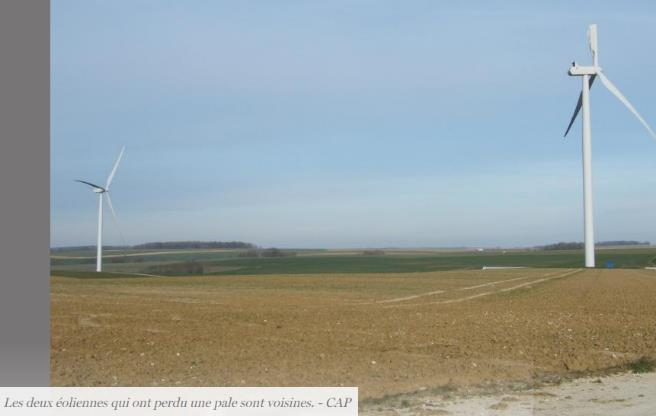 Les deux éoliennes qui ont perdu une pale sont voisines. - CAP